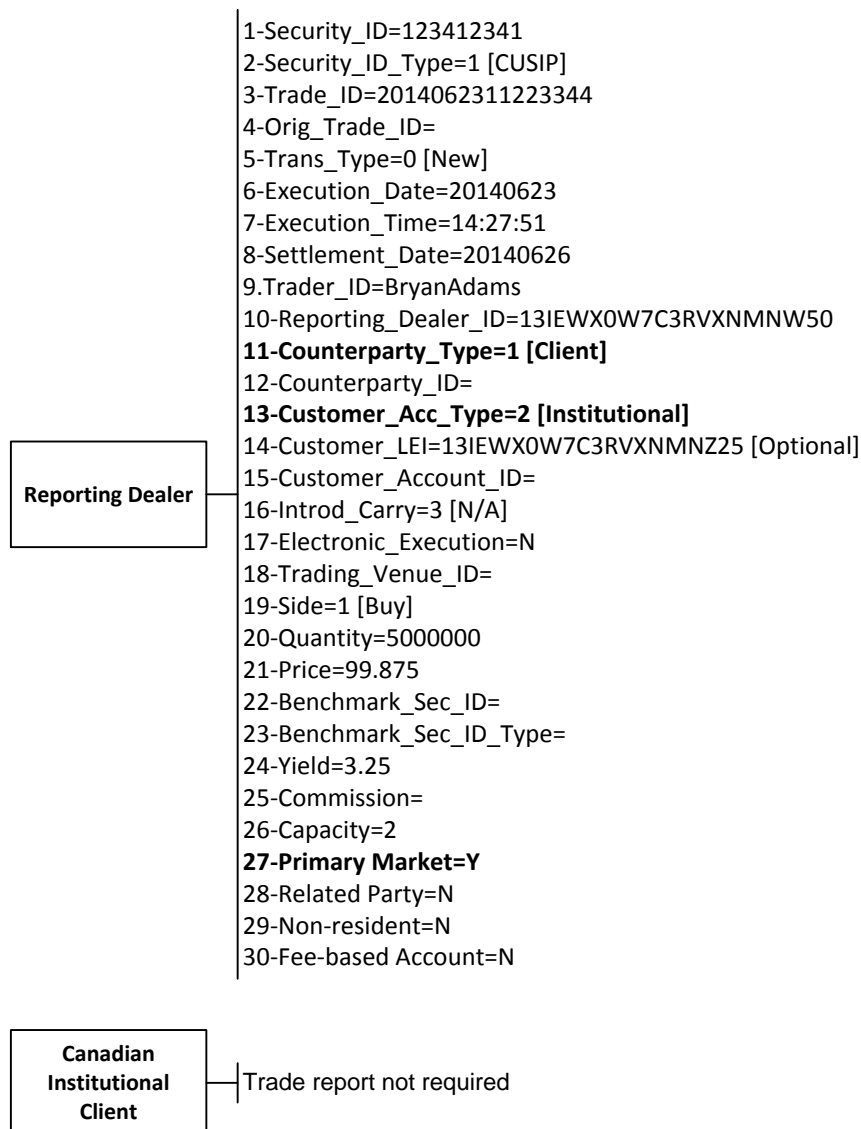 1-Security_ID=123412341
2-Security_ID_Type=1 [CUSIP]
3-Trade_ID=2014062311223344
4-Orig_Trade_ID=
5-Trans_Type=0 [New]
6-Execution_Date=20140623
7-Execution_Time=14:27:51
8-Settlement_Date=20140626
9.Trader_ID=BryanAdams
10-Reporting_Dealer_ID=13IEWX0W7C3RVXNMNW50
11-Counterparty_Type=1 [Client]
12-Counterparty_ID=
13-Customer_Acc_Type=2 [Institutional]
14-Customer_LEI=13IEWX0W7C3RVXNMNZ25 [Optional]
Reporting Dealer
15-Customer_Account_ID=
16-Introd_Carry=3 [N/A]
17-Electronic_Execution=N
18-Trading_Venue_ID=
19-Side=1 [Buy]
20-Quantity=5000000
21-Price=99.875
22-Benchmark_Sec_ID=
23-Benchmark_Sec_ID_Type=
24-Yield=3.25
25-Commission=
26-Capacity=2
27-Primary Market=Y
28-Related Party=N
29-Non-resident=N
30-Fee-based Account=N
Canadian
Institutional
Client
Trade report not required